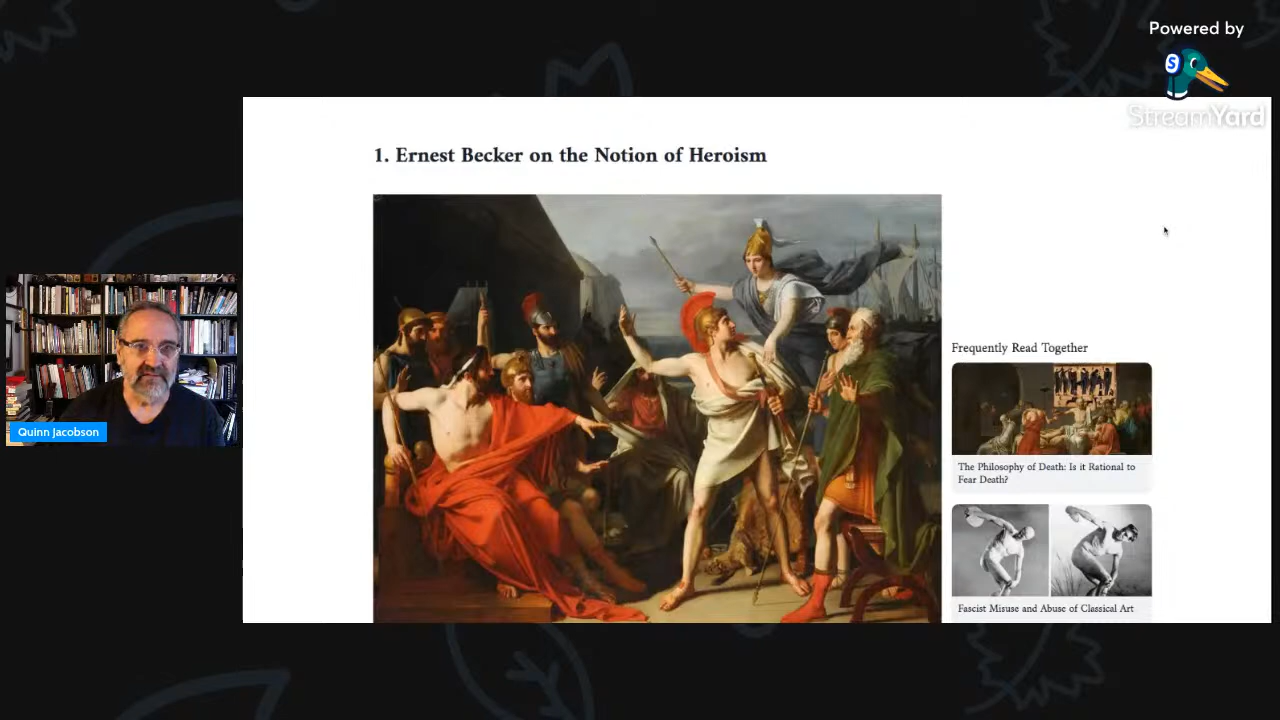 Powered by
S
StreamYard
1. Ernest Becker on the Notion of Heroism
Frequently Read Together
The Philosophy of Death: Is it Rational to
Fear Death?
Fascist Misuse and Abuse of Classical Art
Quinn Jacobson